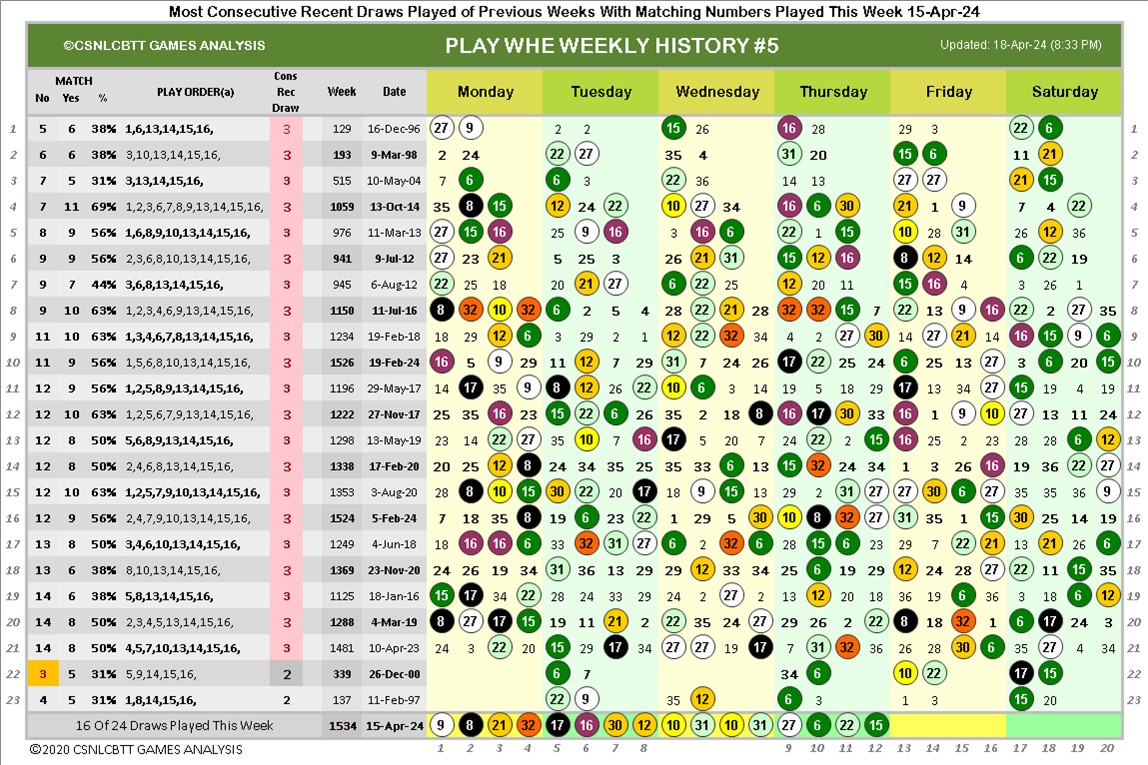 Most Consecutive Recent Draws Played of Previous Weeks With Matching Numbers Played This Week 15-Apr-24
©CSNLCBTT GAMES ANALYSIS PLAY WHE WEEKLY HISTORY #5 Updated: 18-Apr-24 (8:33 PM)
No MATCH Yes % PLAY ORDER(a) Cons Rec Draw Week Date Monday Tuesday Wednesday Thursday Friday Saturday
1 5 6 38% 1,6,13,14,15,16, 3 129 16-Dec-96 27 9 2 2 15 26 16 28 29 3 22 6 1
2 6 6 38% 3,10,13,14,15,16, 3 193 9-Mar-98 2 24 22 27 35 4 31 20 15 6 11 21 2
3 7 5 31% 3,13,14,15,16, 3 515 10-May-04 7 6 6 3 22 36 14 13 27 27 21 15 3
4 7 11 69% 1,2,3,6,7,8,9,13,14,15,16, 3 1059 13-Oct-14 35 8 15 12 24 22 10 27 34 16 6 30 21 1 9 7 4 22 4
5 8 9 56% 1,6,8,9,10,13,14,15,16, 3 976 11-Mar-13 27 15 16 25 9 16 3 16 6 22 1 15 10 28 31 26 12 36 5
6 9 9 56% 2,3,6,8,10,13,14,15,16, 3 941 9-Jul-12 27 23 21 5 25 3 26 21 31 15 12 16 8 12 14 6 22 19 6
7 9 7 44% 3,6,8,13,14,15,16, 3 945 6-Aug-12 22 25 18 20 21 27 6 22 27 12 20 11 15 16 4 3 26 1 7
8 9 10 63% 1,2,3,4,6,9,13,14,15,16, 3 1150 11-Jul-16 8 32 10 32 6 2 5 4 28 22 21 28 32 32 15 7 22 13 9 16 22 2 27 35 8
9 11 10 63% 1,3,4,6,7,8,13,14,15,16, 3 1234 19-Feb-18 18 29 12 6 3 29 2 1 12 22 32 34 4 2 27 30 14 27 21 14 16 15 9 6 9
10 11 9 56% 1,5,6,8,13,14,15,16, 3 1526 19-Feb-24 16 5 9 29 11 12 7 29 31 7 24 26 17 22 25 24 6 25 13 27 3 6 20 15 10
11 12 9 56% 1,2,5,8,9,13,14,15,16, 3 1196 29-May-17 14 17 35 9 8 12 26 22 10 6 3 14 19 5 18 29 17 13 34 27 15 19 4 19 11
12 12 10 63% 1,2,5,6,7,9,13,14,15,16, 3 1222 27-Nov-17 25 35 16 23 15 22 6 26 35 2 18 8 16 17 30 33 16 1 9 10 27 13 11 24 12
13 12 8 50% 5,6,8,9,13,14,15,16, 3 1298 13-May-19 23 14 22 27 35 10 7 16 17 5 20 7 24 22 2 15 16 25 2 23 28 28 6 12 13
14 12 8 50% 2,4,6,8,13,14,15,16, 3 1338 17-Feb-20 20 25 12 8 24 34 35 25 35 33 6 13 15 32 24 34 1 3 26 16 19 36 22 27 14
15 12 10 63% 1,2,5,7,9,10,13,14,15,16, 3 1353 3-Aug-20 28 8 10 15 30 22 20 17 18 9 15 13 29 2 31 27 27 30 6 27 35 35 36 9 15
16 12 9 56% 2,4,7,9,10,13,14,15,16, 3 1524 5-Feb-24 7 18 35 8 19 6 23 22 1 29 5 30 10 8 32 27 31 35 1 15 30 25 14 19 16
17 13 8 50% 3,4,6,10,13,14,15,16, 3 1249 4-Jun-18 18 16 16 6 33 32 31 27 6 2 32 6 28 15 6 23 29 7 22 21 13 21 26 6 17
18 13 6 38% 8,10,13,14,15,16, 3 1369 23-Nov-20 24 26 19 34 31 36 13 29 29 12 33 34 25 6 19 29 12 24 28 27 22 11 15 35 18
19 14 6 38% 5,8,13,14,15,16, 3 1125 18-Jan-16 15 17 34 22 28 24 33 29 24 2 27 2 13 12 20 18 36 19 6 36 3 18 6 12 19
20 14 8 50% 2,3,4,5,13,14,15,16, 3 1288 4-Mar-19 8 27 17 15 19 11 21 2 22 35 24 27 29 26 2 22 8 18 32 1 6 17 24 3 20
21 14 8 50% 4,5,7,10,13,14,15,16, 3 1481 10-Apr-23 24 3 22 20 15 29 17 34 27 27 19 17 7 31 32 36 26 28 30 6 35 27 4 34 21
22 3 5 31% 5,9,14,15,16, 2 339 26-Dec-00 6 7 34 6 10 22 17 15 22
23 4 5 31% 1,8,14,15,16, 2 137 11-Feb-97 22 9 35 12 6 3 1 3 15 20 23
16 Of 24 Draws Played This Week 1534 15-Apr-24 9 8 21 32 17 16 30 12 10 31 10 31 27 6 22 15
©2020 CSNLCBTT GAMES ANALYSIS 1 2 3 4 5 6 7 8 9 10 11 12 13 14 15 16 17 18 19 20